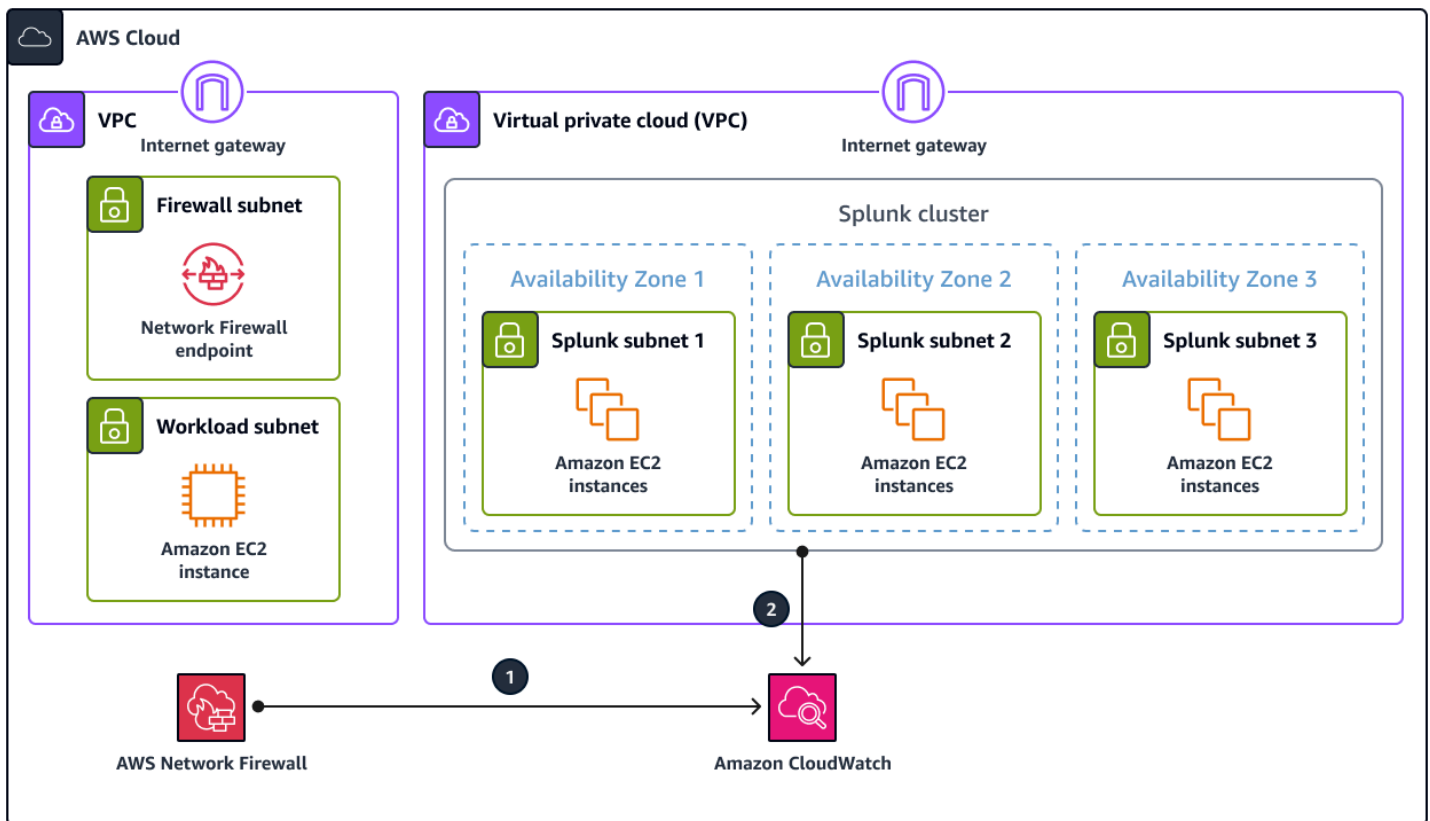 AWS Cloud
VPC
Internet gateway
Firewall subnet
Network Firewall
endpoint
Workload subnet
Amazon EC2
instance
Virtual private cloud (VPC)
Internet gateway
Splunk cluster
Availability Zone 1
Splunk subnet 1
Amazon EC2
instances
Availability Zone 2
Splunk subnet 2
Amazon EC2
instances
Availability Zone 3
Splunk subnet 3
Amazon EC2
instances
2
1
AWS Network Firewall
Amazon CloudWatch